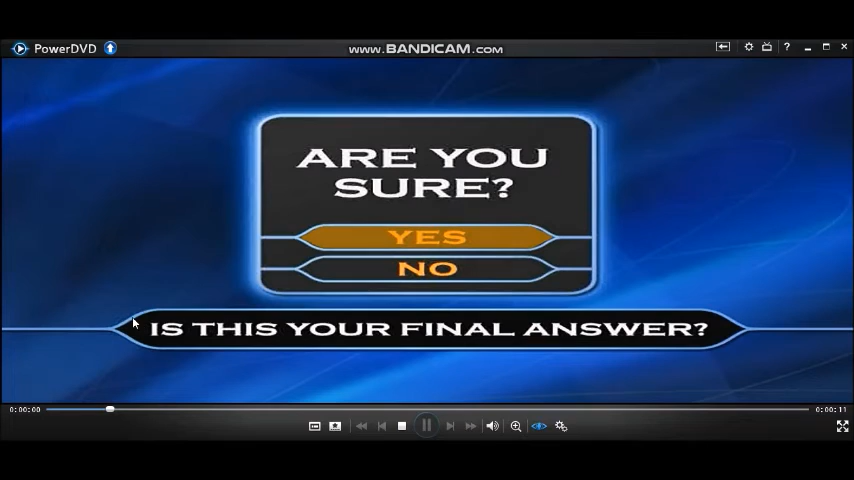 PowerDVD
www.BANDICAM.com
?
ARE YOU
SURE?
YES
NO
IS THIS YOUR FINAL ANSWER?
0:00:00
0:00:11